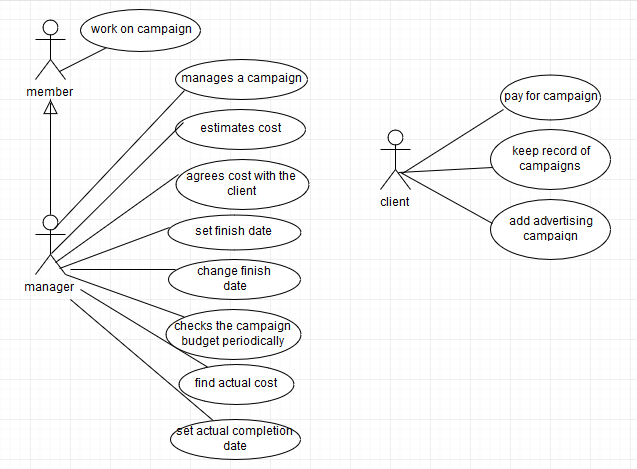 work on campaign
member
manages a campaign
estimates cost
agrees cost with the
client
set finish date
change finish
date
manager
checks the campaign
budget periodically
find actual cost
set actual completion
date
pay for campaign
keep record of
campaigns
client
add advertising
campaign